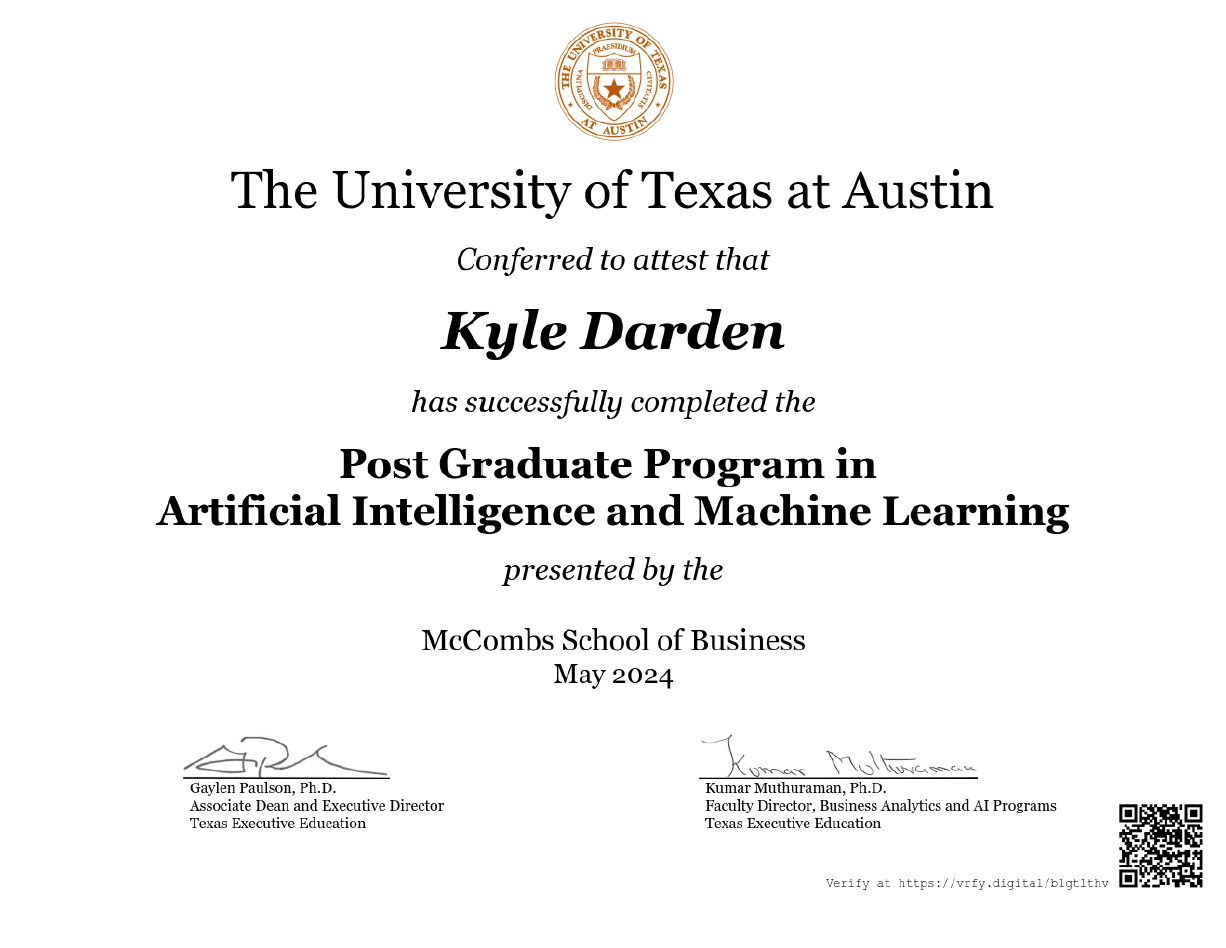 THE UNIVERSITY OF TEXAS
AT AUSTIN
PRAESIDIUM
DISCIPLINA
CIVITATIS
The University of Texas at Austin
Conferred to attest that
Kyle Darden
has successfully completed the
Post Graduate Program in
Artificial Intelligence and Machine Learning
presented by the
McCombs School of Business
May 2024
Kumar Muthuraman
Gaylen Paulson, Ph.D.
Associate Dean and Executive Director
Texas Executive Education
Kumar Muthuraman, Ph.D.
Faculty Director, Business Analytics and AI Programs
Texas Executive Education
Verify at https://vrfy.digital/blgtlthv